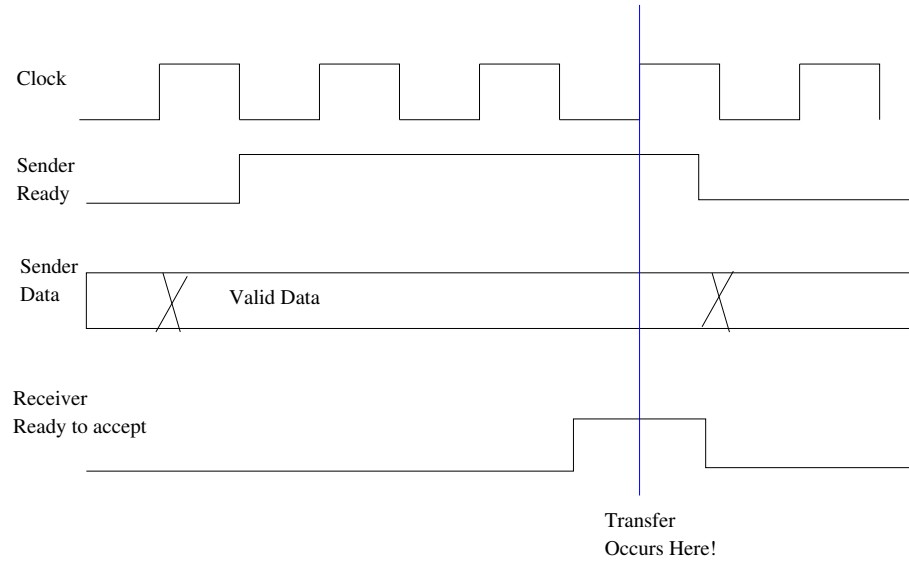 Clock
Sender
Ready
Sender
Data
Valid Data
Receiver
Ready to accept
Transfer
Occurs Here!